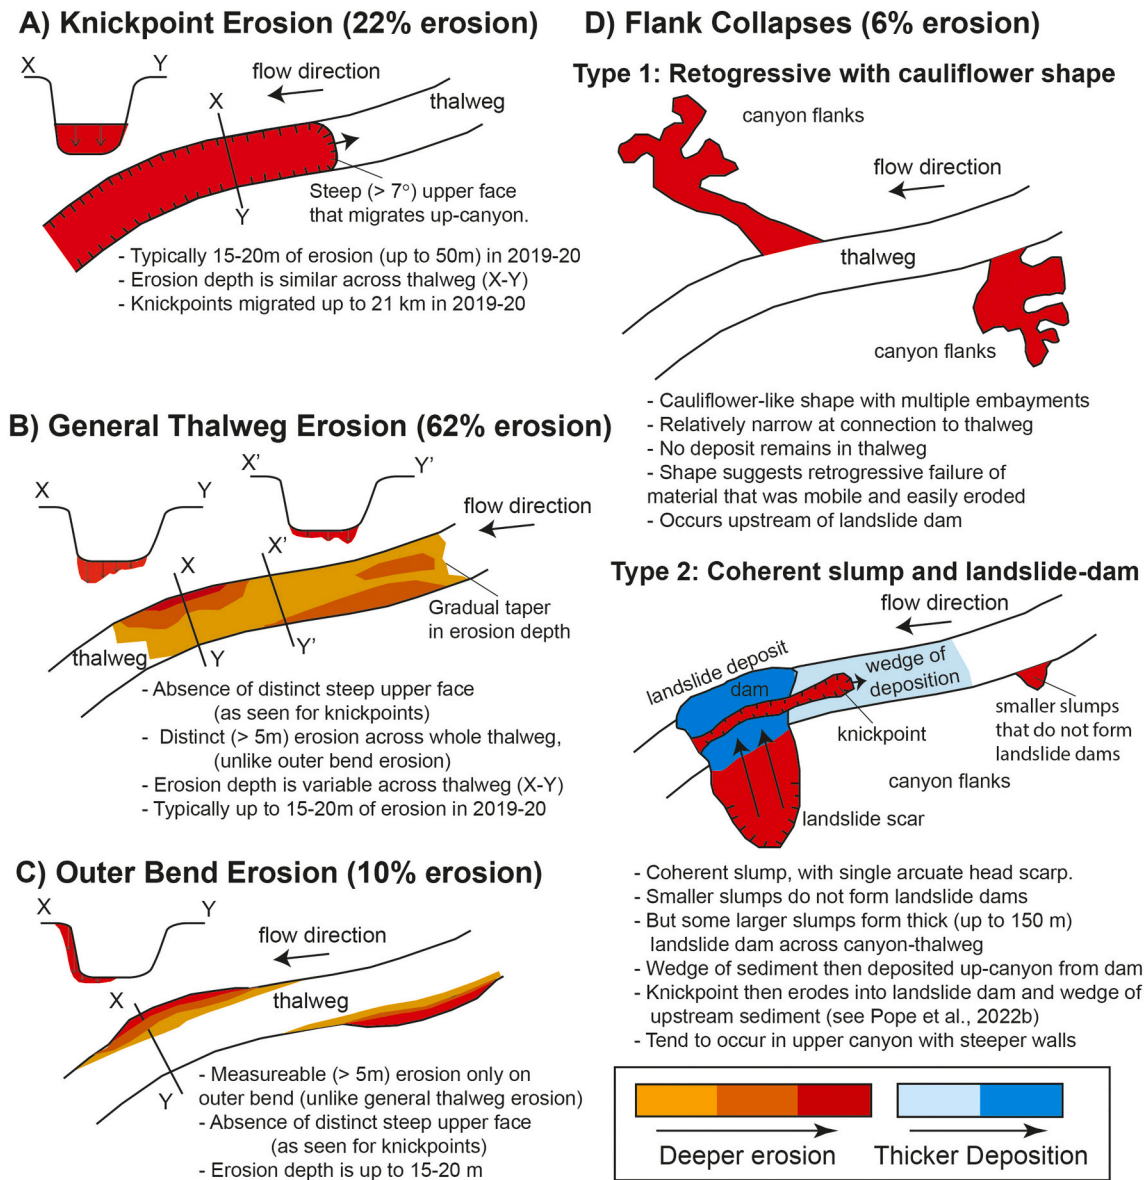 A) Knickpoint Erosion (22% erosion)
X
Y
flow direction
X
thalweg
Y
Steep (> 7°) upper face
that migrates up-canyon.
- Typically 15-20m of erosion (up to 50m) in 2019-20
- Erosion depth is similar across thalweg (X-Y)
- Knickpoints migrated up to 21 km in 2019-20
B) General Thalweg Erosion (62% erosion)
X
Y
X'
Y'
flow direction
X
X'
Y
Y'
thalweg
Gradual taper
in erosion depth
- Absence of distinct steep upper face
(as seen for knickpoints)
- Distinct (> 5m) erosion across whole thalweg,
(unlike outer bend erosion)
- Erosion depth is variable across thalweg (X-Y)
- Typically up to 15-20m of erosion in 2019-20
C) Outer Bend Erosion (10% erosion)
X
Y
flow direction
X
thalweg
Y
- Measureable (> 5m) erosion only on
outer bend (unlike general thalweg erosion)
- Absence of distinct steep upper face
(as seen for knickpoints)
- Erosion depth is up to 15-20 m
D) Flank Collapses (6% erosion)
Type 1: Retogressive with cauliflower shape
canyon flanks
flow direction
thalweg
canyon flanks
- Cauliflower-like shape with multiple embayments
- Relatively narrow at connection to thalweg
- No deposit remains in thalweg
- Shape suggests retrogressive failure of
material that was mobile and easily eroded
- Occurs upstream of landslide dam
Type 2: Coherent slump and landslide-dam
flow direction
landslide deposit
dam
wedge of
deposition
knickpoint
smaller slumps
that do not form
landslide dams
canyon flanks
landslide scar
- Coherent slump, with single arcuate head scarp.
- Smaller slumps do not form landslide dams
- But some larger slumps form thick (up to 150 m)
landslide dam across canyon-thalweg
- Wedge of sediment then deposited up-canyon from dam
- Knickpoint then erodes into landslide dam and wedge of
upstream sediment (see Pope et al., 2022b)
- Tend to occur in upper canyon with steeper walls
Deeper erosion
Thicker Deposition